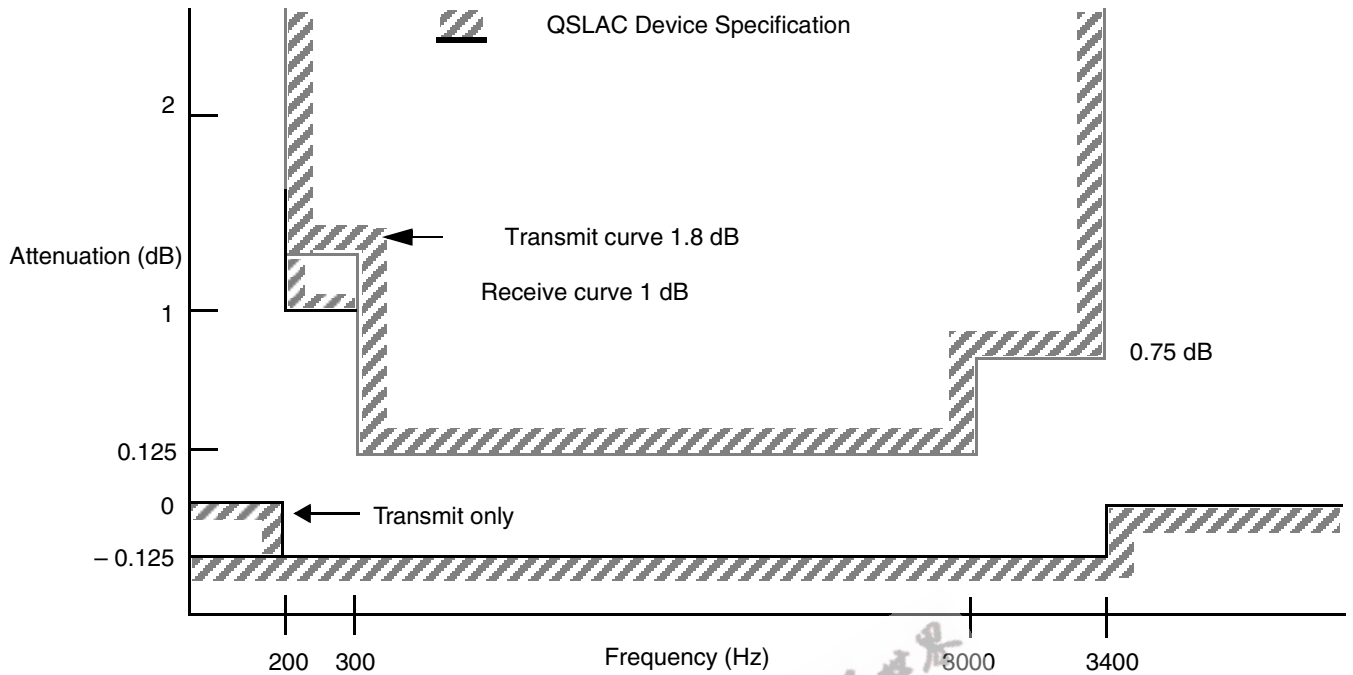 QSLAC Device Specification
2
Transmit curve 1.8 dB
Attenuation (dB)
Receive curve 1 dB
1
0.75 dB
0.125
0
Transmit only
– 0.125
200
300
Frequency (Hz)
3000
3400